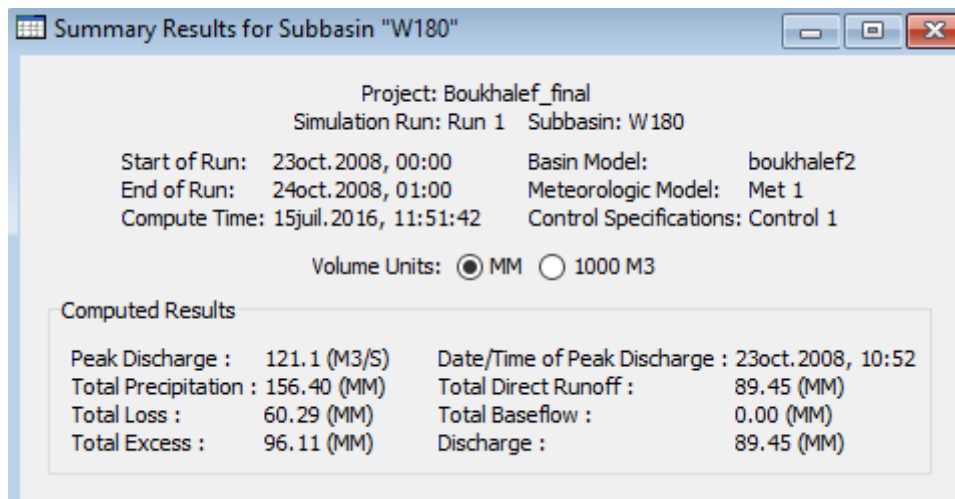 Summary Results for Subbasin "W180"
Project: Boukhalef_final
Simulation Run: Run 1 Subbasin: W180
Start of Run: 23oct.2008, 00:00 Basin Model: boukhalef2
End of Run: 24oct.2008, 01:00 Meteorologic Model: Met 1
Compute Time: 15juil.2016, 11:51:42 Control Specifications: Control 1
Volume Units: MM 1000 M3
Computed Results
Peak Discharge : 121.1 (M3/S) Date/Time of Peak Discharge : 23oct.2008, 10:52
Total Precipitation : 156.40 (MM) Total Direct Runoff : 89.45 (MM)
Total Loss : 60.29 (MM) Total Baseflow : 0.00 (MM)
Total Excess : 96.11 (MM) Discharge : 89.45 (MM)